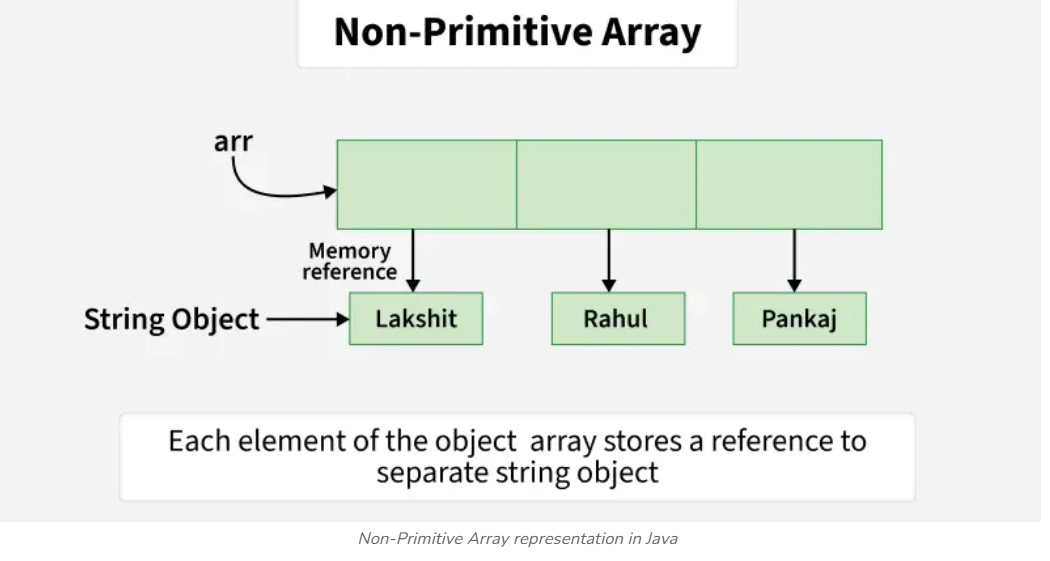 Non-Primitive Array
arr
Memory
reference
String Object
Lakshit
Rahul
Pankaj
Each element of the object array stores a reference to
separate string object
Non-Primitive Array representation in Java